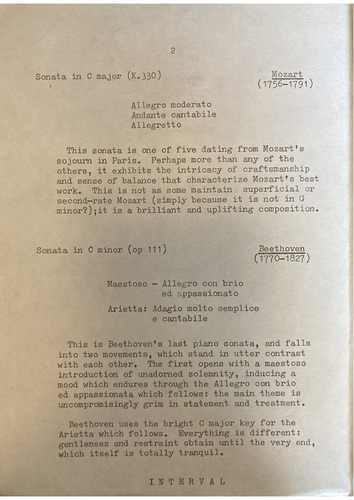 2
Sonata in C major (K.330) Mozart
(1756-1791)
Allegro moderato
Andante cantabile
Allegretto
This sonata is one of five dating from Mozart's
sojourn in Paris. Perhaps more than any of the
others, it exhibits the intricacy of craftsmanship
and sense of balance that characterize Mozart's best
work. This is not as some maintain superficial or
second-rate Mozart (simply because it is not in G
minor?);it is a brilliant and uplifting composition.
Sonata in C minor (op 111) Beethoven
(1770-1827)
Maestoso - Allegro con brio
ed appassionato
Arietta: Adagio molto semplice
e cantabile
This is Beethoven's last piano sonata, and falls
into two movements, which stand in utter contrast
with each other. The first opens with a maestoso
introduction of unadorned solemnity, inducing a
mood which endures through the Allegro con brio
ed appassionata which follows: the main theme is
uncompromisingly grim in statement and treatment.
Beethoven uses the bright C major key for the
Arietta which follows. Everything is different:
gentleness and restraint obtain until the very end,
which itself is totally tranquil.
INTERVAL